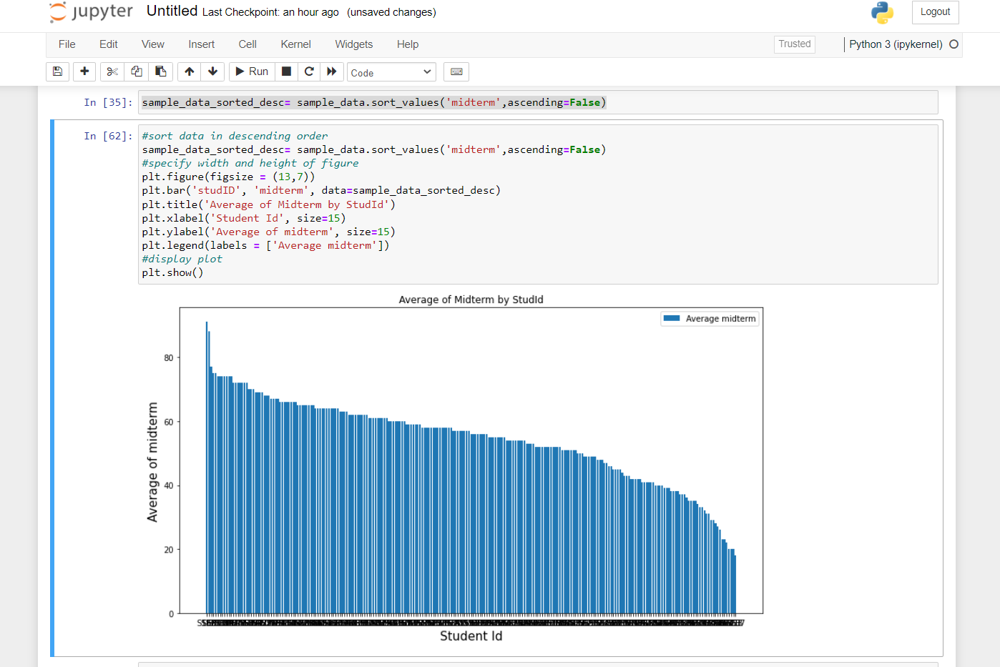 jupyter Untitled Last Checkpoint: an hour ago (unsaved changes)
Logout
File Edit View Insert Cell Kernel Widgets Help
Trusted
Python 3 (ipykernel)
Run
Code
In [35]: sample_data_sorted_desc= sample_data.sort_values('midterm',ascending=False)
In [62]: #sort data in descending order
sample_data_sorted_desc= sample_data.sort_values('midterm',ascending=False)
#specify width and height of figure
plt.figure(figsize = (13,7))
plt.bar('studID', 'midterm', data=sample_data_sorted_desc)
plt.title('Average of Midterm by StudId')
plt.xlabel('Student Id', size=15)
plt.ylabel('Average of midterm', size=15)
plt.legend(labels = ['Average midterm'])
#display plot
plt.show()
Average of Midterm by StudId
Average midterm
80
60
40
20
0
Average of midterm
Student Id